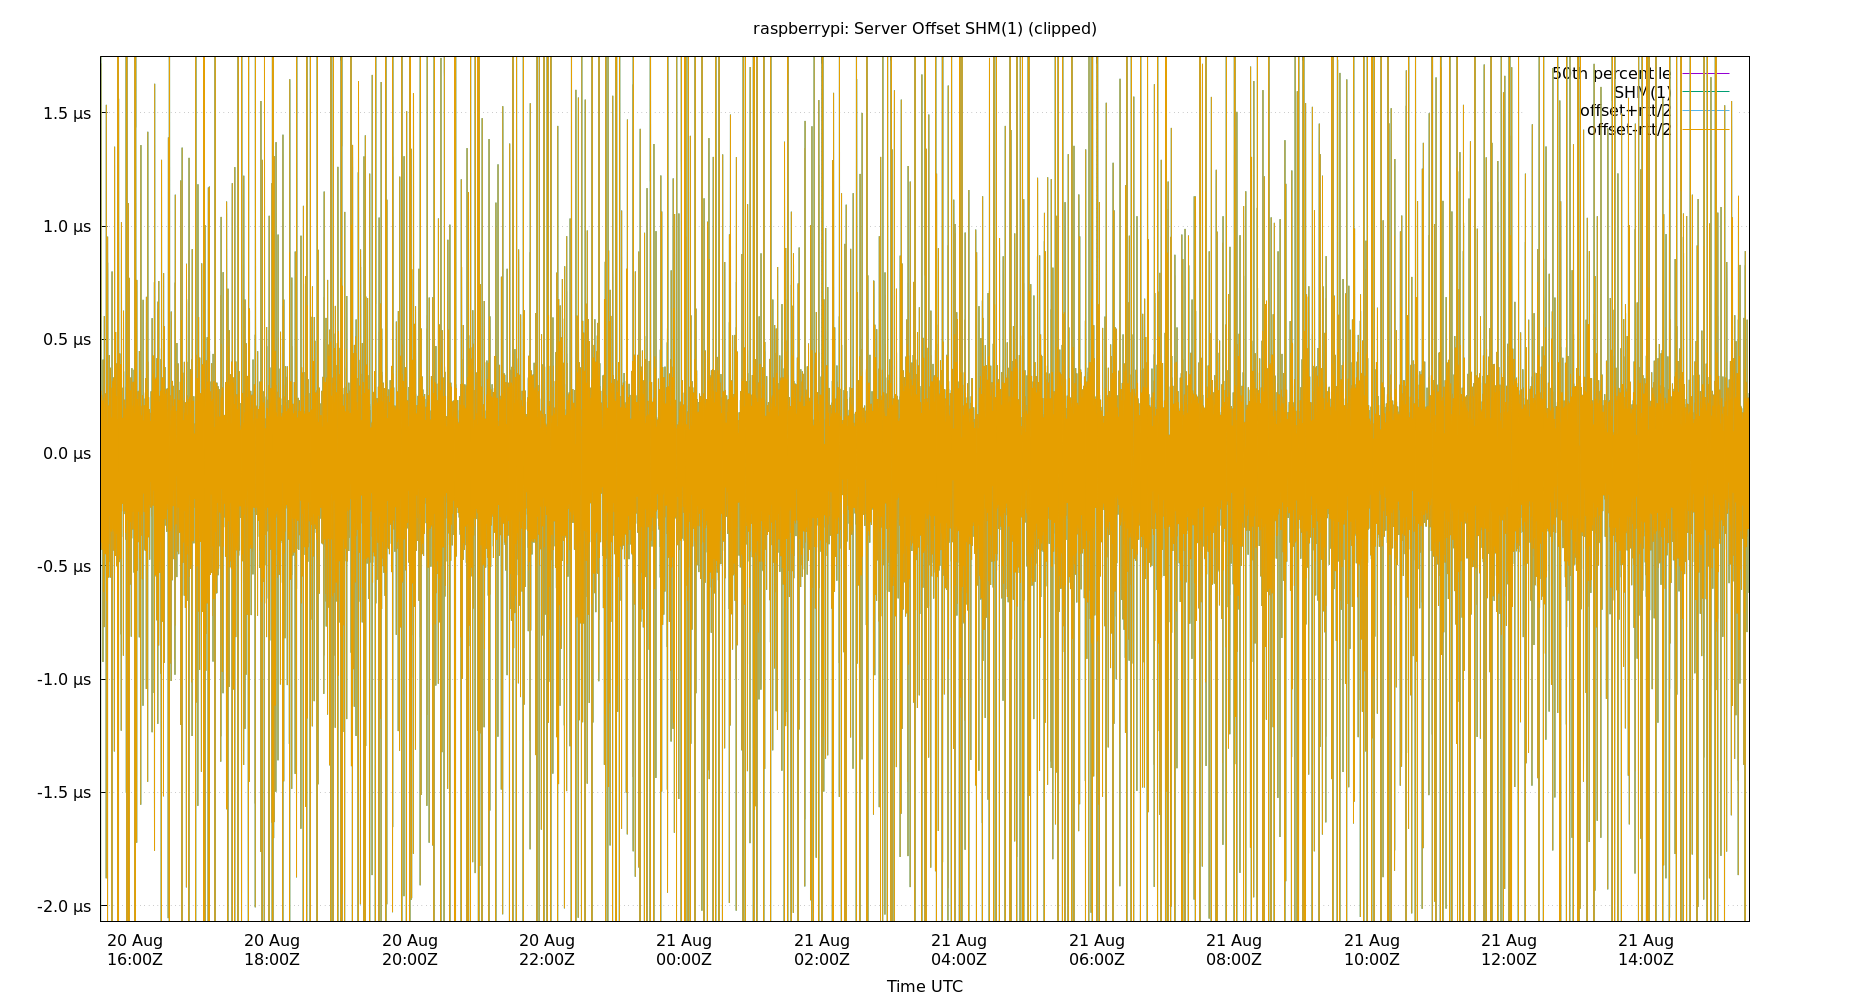 raspberrypi: Server Offset SHM(1) (clipped)
50th percentile
SHM(1)
offset+rtt/2
offset-rtt/2
1.5 µs
1.0 µs
0.5 µs
0.0 µs
-0.5 µs
-1.0 µs
-1.5 µs
-2.0 µs
20 Aug 20 Aug 20 Aug 20 Aug 21 Aug 21 Aug 21 Aug 21 Aug 21 Aug 21 Aug 21 Aug 21 Aug
16:00Z 18:00Z 20:00Z 22:00Z 00:00Z 02:00Z 04:00Z 06:00Z 08:00Z 10:00Z 12:00Z 14:00Z
Time UTC